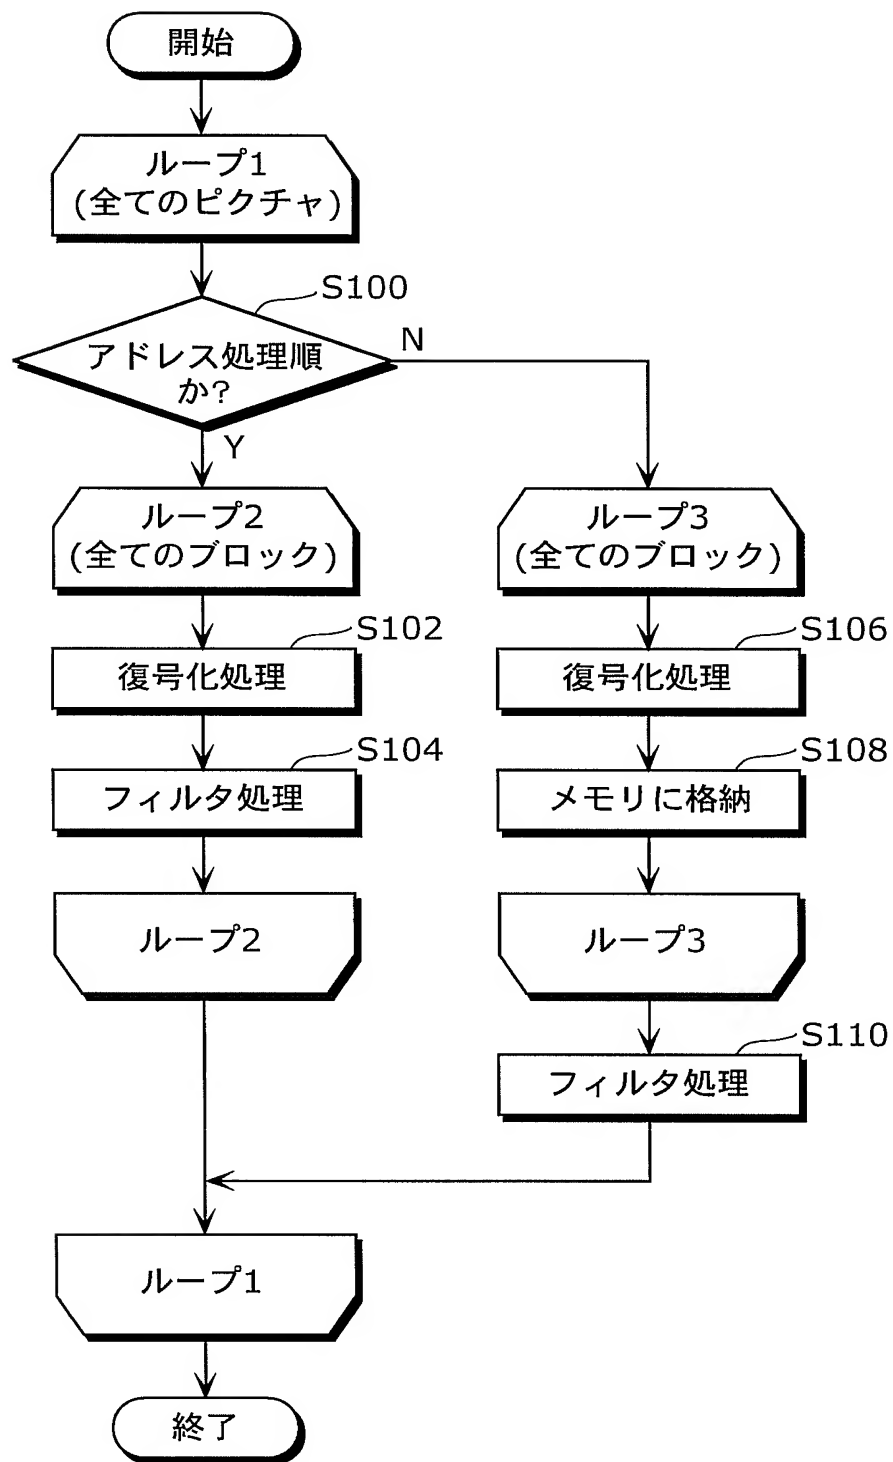 開始
ループ1
(全てのピクチャ)
S100
アドレス処理順
か?
N
Y
ループ2
(全てのブロック)
S102
復号化処理
S104
フィルタ処理
ループ2
ループ3
(全てのブロック)
S106
復号化処理
S108
メモリに格納
ループ3
S110
フィルタ処理
ループ1
終了